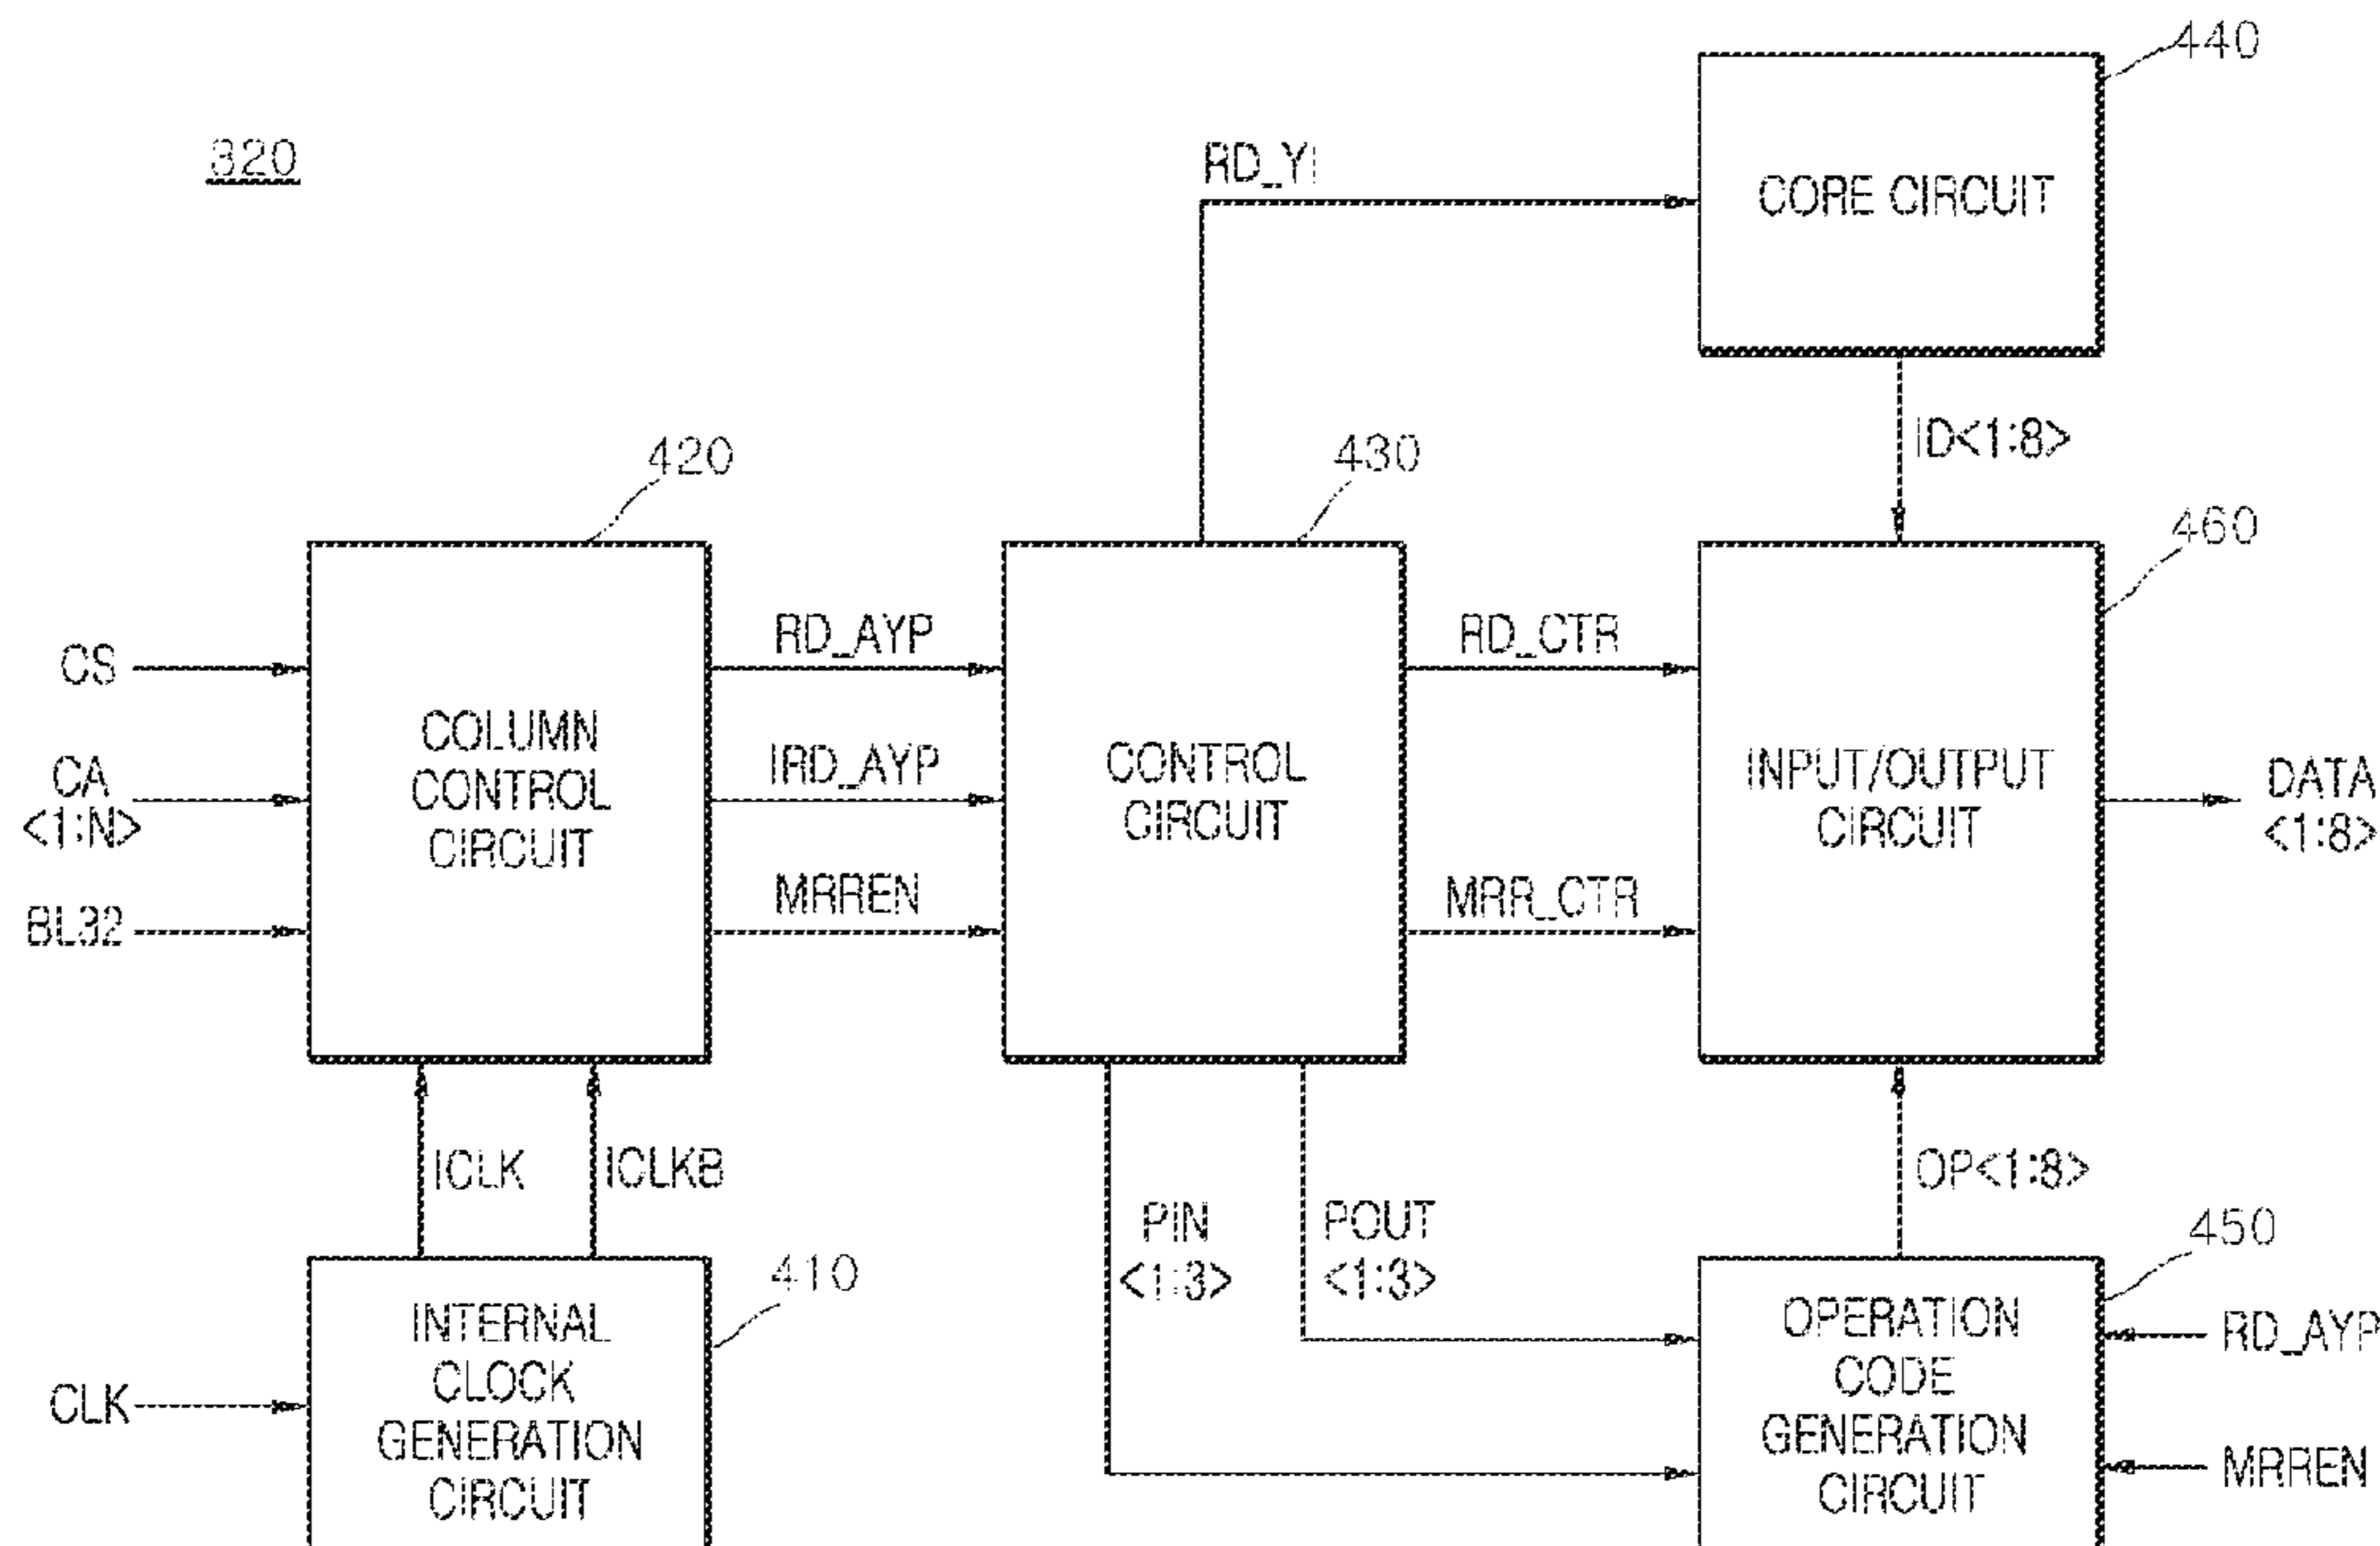 320
440
RD_YI
CORE CIRCUIT
ID<1:8>
420
430
460
CS
CA
<1:N>
BL32
COLUMN
CONTROL
CIRCUIT
RD_AYP
IRD_AYP
MRREN
CONTROL
CIRCUIT
RD_CTR
MRR_CTR
INPUT/OUTPUT
CIRCUIT
DATA
<1:8>
ICLK
ICLKB
PIN
<1:3>
POUT
<1:3>
OP<1:8>
410
450
CLK
INTERNAL
CLOCK
GENERATION
CIRCUIT
OPERATION
CODE
GENERATION
CIRCUIT
RD_AYP
MRREN